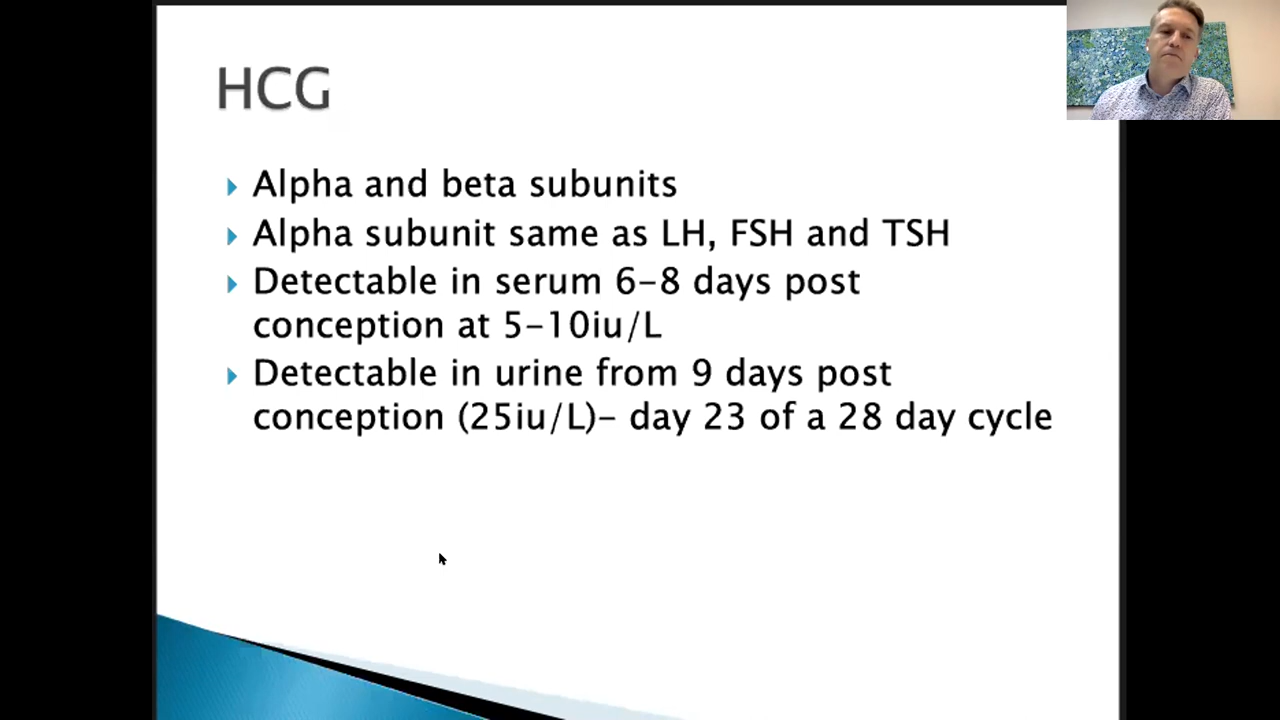 HCG
Alpha and beta subunits
Alpha subunit same as LH, FSH and TSH
Detectable in serum 6-8 days post
conception at 5-10iu/L
Detectable in urine from 9 days post
conception (25iu/L)- day 23 of a 28 day cycle